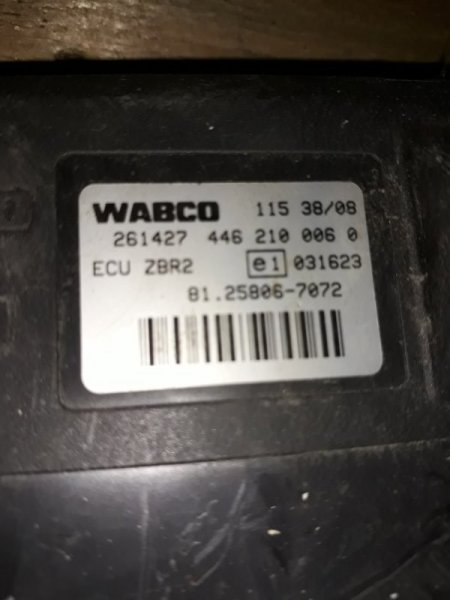 WABCO 115 38/08
261427 446 210 006 0
ECU ZBR2 e1 031623
81.25806-7072